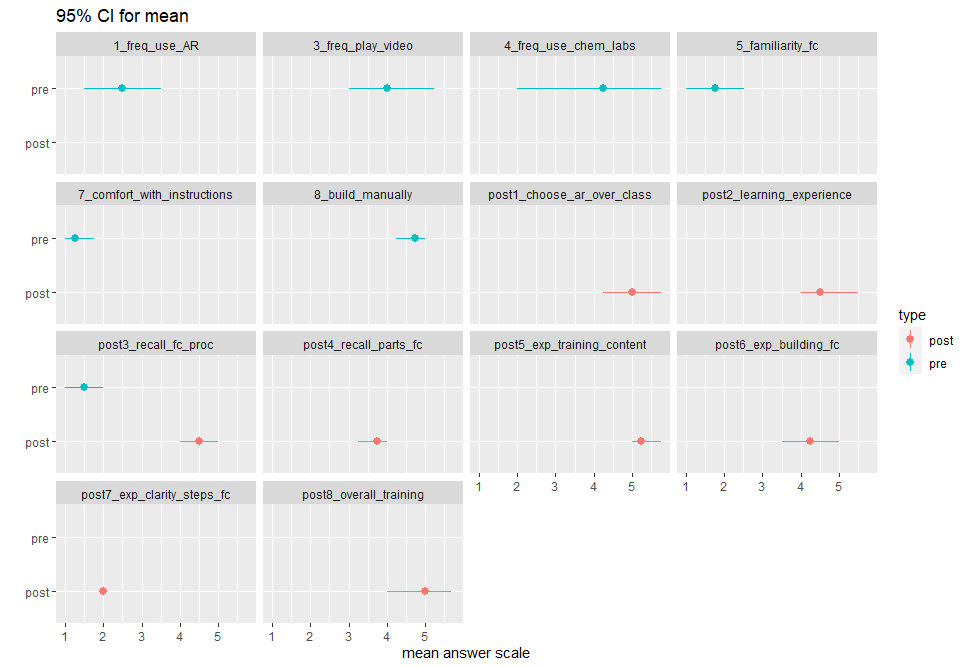 95% CI for mean
1_freq_use_AR 3_freq_play_video 4_freq_use_chem_labs 5_familiarity_fc
pre
post
7_comfort_with_instructions 8_build_manually post1_choose_ar_over_class post2_learning_experience
pre
post
type
post
pre
post3_recall_fc_proc post4_recall_parts_fc post5_exp_training_content post6_exp_building_fc
pre
post
1 2 3 4 5 1 2 3 4 5
post7_exp_clarity_steps_fc post8_overall_training
pre
post
1 2 3 4 5 1 2 3 4 5
mean answer scale